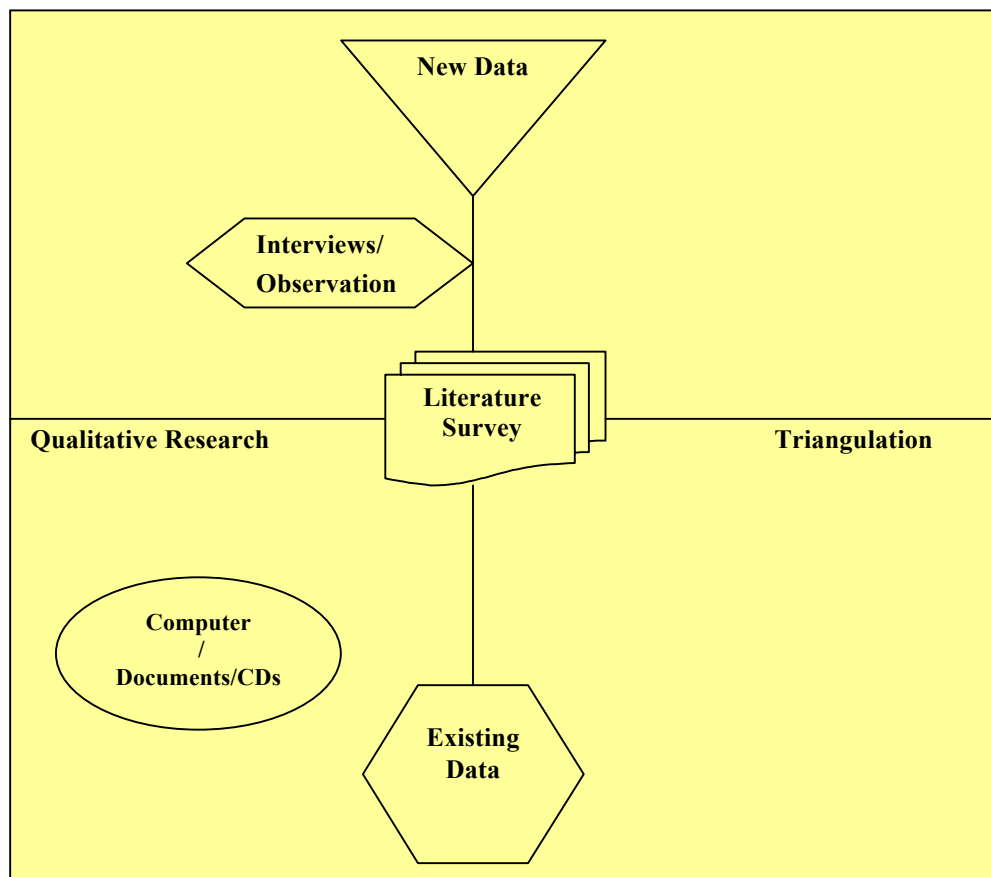 New Data
Interviews/
Observation
Literature
Survey
Qualitative Research
Triangulation
Computer
/
Documents/CDs
Existing
Data